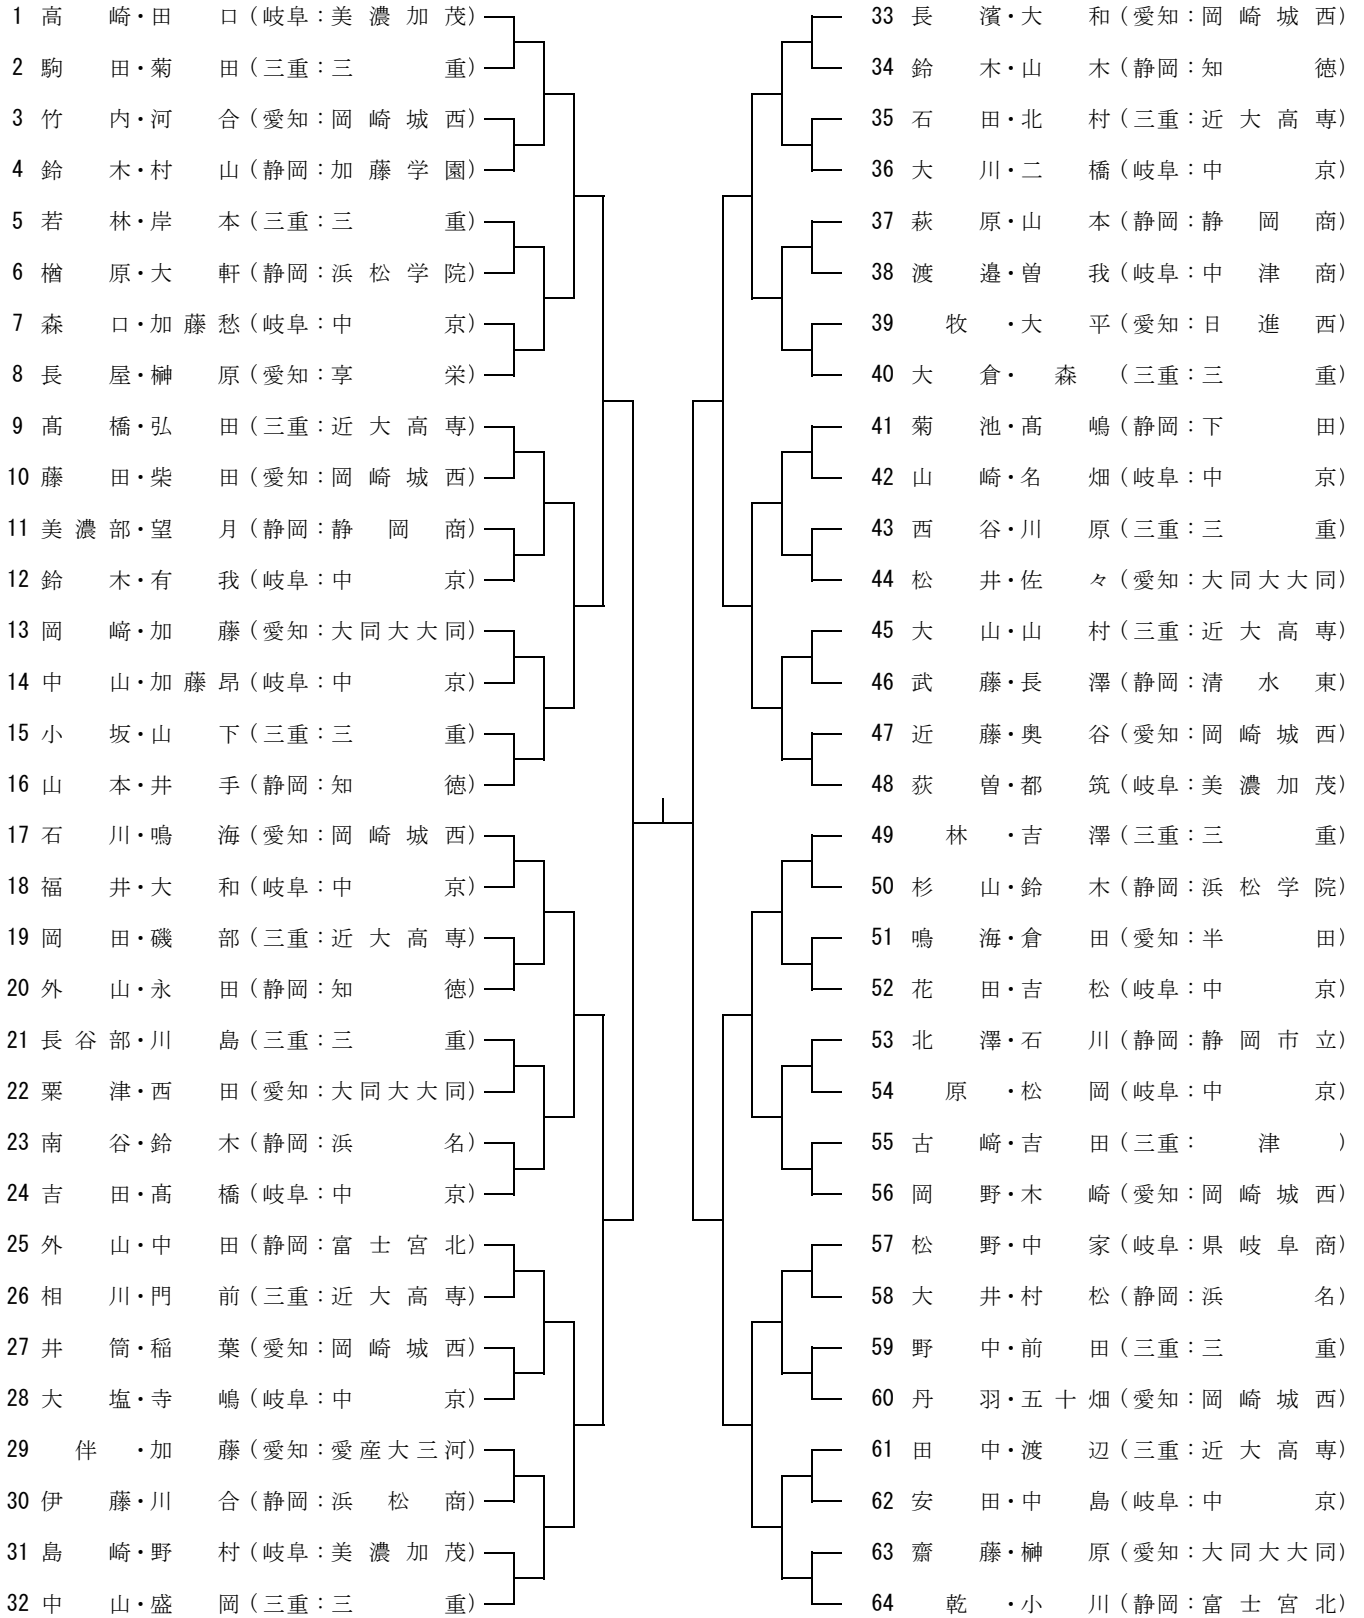 1 高崎・田口(岐阜：美濃加茂)
2 駒田・菊田(三重：三重)
3 竹内・河合(愛知：岡崎城西)
4 鈴木・村山(静岡：加藤学園)
5 若林・岸本(三重：三重)
6 楢原・大軒(静岡：浜松学院)
7 森口・加藤愁(岐阜：中京)
8 長屋・榊原(愛知：享栄)
9 髙橋・弘田(三重：近大高専)
10 藤田・柴田(愛知：岡崎城西)
11 美濃部・望月(静岡：静岡商)
12 鈴木・有我(岐阜：中京)
13 岡﨑・加藤(愛知：大同大大同)
14 中山・加藤昂(岐阜：中京)
15 小坂・山下(三重：三重)
16 山本・井手(静岡：知徳)
17 石川・鳴海(愛知：岡崎城西)
18 福井・大和(岐阜：中京)
19 岡田・磯部(三重：近大高専)
20 外山・永田(静岡：知徳)
21 長谷部・川島(三重：三重)
22 粟津・西田(愛知：大同大大同)
23 南谷・鈴木(静岡：浜名)
24 吉田・髙橋(岐阜：中京)
25 外山・中田(静岡：富士宮北)
26 相川・門前(三重：近大高専)
27 井筒・稲葉(愛知：岡崎城西)
28 大塩・寺嶋(岐阜：中京)
29 伴・加藤(愛知：愛産大三河)
30 伊藤・川合(静岡：浜松商)
31 島崎・野村(岐阜：美濃加茂)
32 中山・盛岡(三重：三重)
33 長濱・大和(愛知：岡崎城西)
34 鈴木・山木(静岡：知徳)
35 石田・北村(三重：近大高専)
36 大川・二橋(岐阜：中京)
37 萩原・山本(静岡：静岡商)
38 渡邉・曽我(岐阜：中津商)
39 牧・大平(愛知：日進西)
40 大倉・森(三重：三重)
41 菊池・髙嶋(静岡：下田)
42 山崎・名畑(岐阜：中京)
43 西谷・川原(三重：三重)
44 松井・佐々(愛知：大同大大同)
45 大山・山村(三重：近大高専)
46 武藤・長澤(静岡：清水東)
47 近藤・奥谷(愛知：岡崎城西)
48 荻曽・都筑(岐阜：美濃加茂)
49 林・吉澤(三重：三重)
50 杉山・鈴木(静岡：浜松学院)
51 鳴海・倉田(愛知：半田)
52 花田・吉松(岐阜：中京)
53 北澤・石川(静岡：静岡市立)
54 原・松岡(岐阜：中京)
55 古﨑・吉田(三重：津)
56 岡野・木崎(愛知：岡崎城西)
57 松野・中家(岐阜：県岐阜商)
58 大井・村松(静岡：浜名)
59 野中・前田(三重：三重)
60 丹羽・五十畑(愛知：岡崎城西)
61 田中・渡辺(三重：近大高専)
62 安田・中島(岐阜：中京)
63 齋藤・榊原(愛知：大同大大同)
64 乾・小川(静岡：富士宮北)